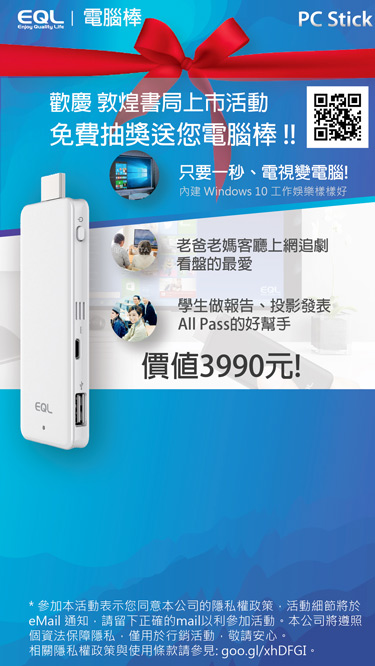 EQL | 電腦棒 PC Stick
Enjoy Quality Life
歡慶 敦煌書局上市活動
免費抽獎送您電腦棒 !!
只要一秒、電視變電腦!
內建 Windows 10 工作娛樂樣樣好
老爸老媽客廳上網追劇
看盤的最愛
學生做報告、投影發表
All Pass的好幫手
價值3990元!
EQL
EQL
* 參加本活動表示您同意本公司的隱私權政策，活動細節將於
eMail 通知，請留下正確的mail以利參加活動。本公司將遵照
個資法保障隱私，僅用於行銷活動，敬請安心。
相關隱私權政策與使用條款請參見: goo.gl/xhDFGI。